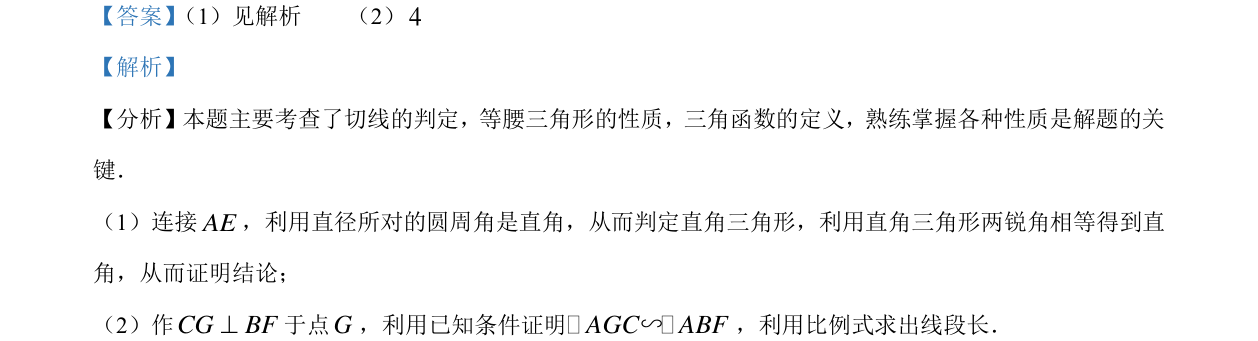 【答案】（1）见解析　　（2）4
【解析】
【分析】本题主要考查了切线的判定，等腰三角形的性质，三角函数的定义，熟练掌握各种性质是解题的关
键．
（1）连接 AE ，利用直径所对的圆周角是直角，从而判定直角三角形，利用直角三角形两锐角相等得到直
角，从而证明结论；
（2）作 CG ⊥ BF 于点 G ，利用已知条件证明□ AGC∽□ ABF ，利用比例式求出线段长．